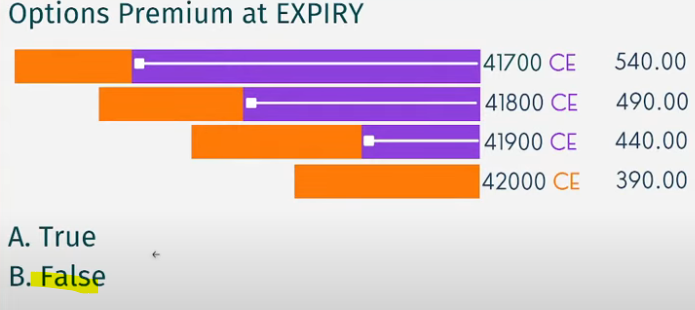 Options Premium at EXPIRY
41700 CE 540.00
41800 CE 490.00
41900 CE 440.00
42000 CE 390.00
A. True
B. False